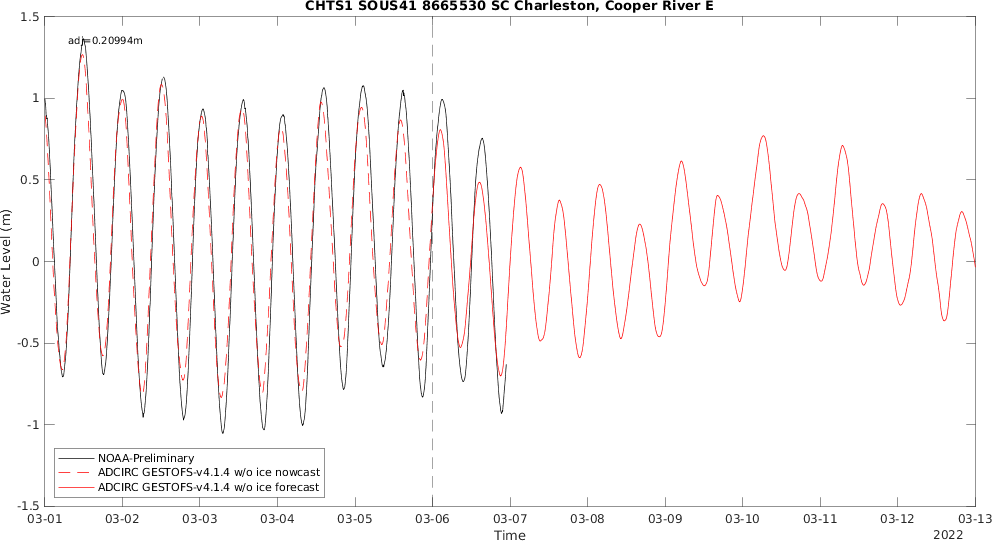 CHTS1 SOUS41 8665530 SC Charleston, Cooper River E
adj=0.20994m
1.5
1
0.5
0
-0.5
-1
-1.5
Water Level (m)
NOAA-Preliminary
ADCIRC GESTOFS-v4.1.4 w/o ice nowcast
ADCIRC GESTOFS-v4.1.4 w/o ice forecast
03-01 03-02 03-03 03-04 03-05 03-06 03-07 03-08 03-09 03-10 03-11 03-12 03-13
Time
2022